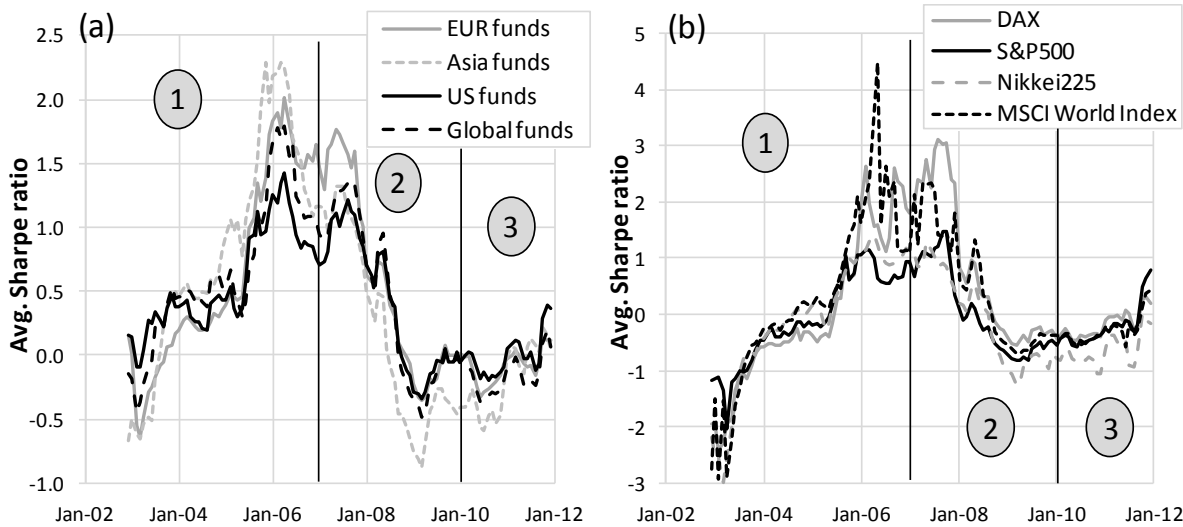 (a)
EUR funds
Asia funds
US funds
Global funds
2.5
2.0
1.5
1.0
0.5
0.0
-0.5
-1.0
Avg. Sharpe ratio
1
2
3
Jan-02 Jan-04 Jan-06 Jan-08 Jan-10 Jan-12
(b)
DAX
S&P500
Nikkei225
MSCI World Index
5
4
3
2
1
0
-1
-2
-3
Avg. Sharpe ratio
1
2
3
Jan-02 Jan-04 Jan-06 Jan-08 Jan-10 Jan-12